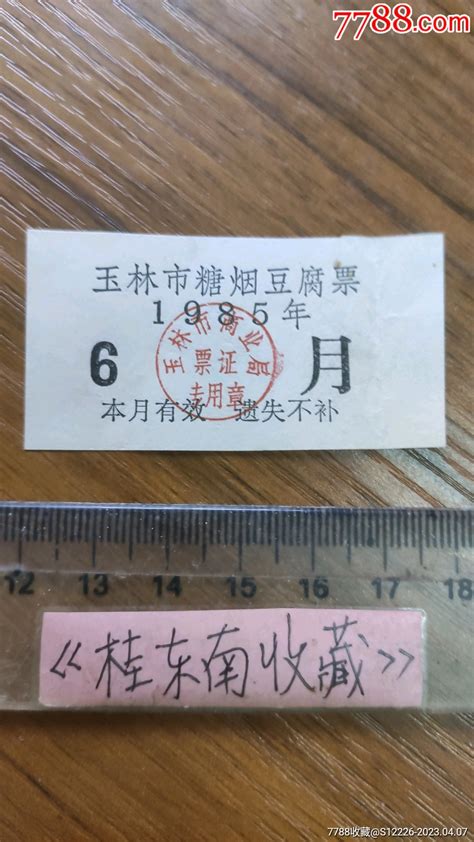 7788.com
玉林市糖烟豆腐票
1985年
6 月
玉林市商业局
票证
专用章
本月有效 遗失不补
12 13 14 15 16 17 18
《桂东南收藏》
7788收藏@S12226-2023.04.07